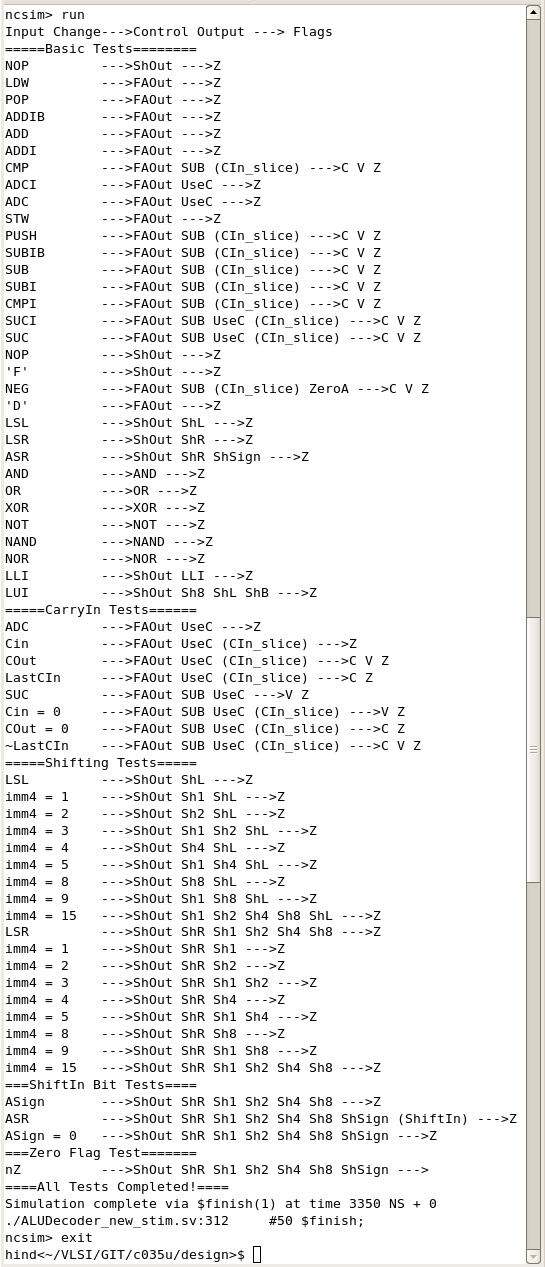 ncsim> run
Input Change--->Control Output ---> Flags
=====Basic Tests========
NOP         --->ShOut --->Z
LDW         --->FAOut --->Z
POP         --->FAOut --->Z
ADDIB       --->FAOut --->Z
ADD         --->FAOut --->Z
ADDI        --->FAOut --->Z
CMP         --->FAOut SUB (CIn_slice) --->C V Z
ADCI        --->FAOut UseC --->Z
ADC         --->FAOut UseC --->Z
STW         --->FAOut --->Z
PUSH        --->FAOut SUB (CIn_slice) --->C V Z
SUBIB       --->FAOut SUB (CIn_slice) --->C V Z
SUB         --->FAOut SUB (CIn_slice) --->C V Z
SUBI        --->FAOut SUB (CIn_slice) --->C V Z
CMPI        --->FAOut SUB (CIn_slice) --->C V Z
SUCI        --->FAOut SUB UseC (CIn_slice) --->C V Z
SUC         --->FAOut SUB UseC (CIn_slice) --->C V Z
NOP         --->ShOut --->Z
'F'         --->ShOut --->Z
NEG         --->FAOut SUB (CIn_slice) ZeroA --->C V Z
'D'         --->FAOut --->Z
LSL         --->ShOut ShL --->Z
LSR         --->ShOut ShR --->Z
ASR         --->ShOut ShR ShSign --->Z
AND         --->AND --->Z
OR          --->OR --->Z
XOR         --->XOR --->Z
NOT         --->NOT --->Z
NAND        --->NAND --->Z
NOR         --->NOR --->Z
LLI         --->ShOut LLI --->Z
LUI         --->ShOut Sh8 ShL ShB --->Z
=====CarryIn Tests======
ADC         --->FAOut UseC --->Z
Cin         --->FAOut UseC (CIn_slice) --->Z
COut        --->FAOut UseC (CIn_slice) --->C V Z
LastCIn     --->FAOut UseC (CIn_slice) --->C Z
SUC         --->FAOut SUB UseC --->V Z
Cin = 0     --->FAOut SUB UseC (CIn_slice) --->V Z
COut = 0    --->FAOut SUB UseC (CIn_slice) --->C Z
~LastCIn    --->FAOut SUB UseC (CIn_slice) --->C V Z
=====Shifting Tests=====
LSL         --->ShOut ShL --->Z
imm4 = 1    --->ShOut Sh1 ShL --->Z
imm4 = 2    --->ShOut Sh2 ShL --->Z
imm4 = 3    --->ShOut Sh1 Sh2 ShL --->Z
imm4 = 4    --->ShOut Sh4 ShL --->Z
imm4 = 5    --->ShOut Sh1 Sh4 ShL --->Z
imm4 = 8    --->ShOut Sh8 ShL --->Z
imm4 = 9    --->ShOut Sh1 Sh8 ShL --->Z
imm4 = 15   --->ShOut Sh1 Sh2 Sh4 Sh8 ShL --->Z
LSR         --->ShOut ShR Sh1 Sh2 Sh4 Sh8 --->Z
imm4 = 1    --->ShOut ShR Sh1 --->Z
imm4 = 2    --->ShOut ShR Sh2 --->Z
imm4 = 3    --->ShOut ShR Sh1 Sh2 --->Z
imm4 = 4    --->ShOut ShR Sh4 --->Z
imm4 = 5    --->ShOut ShR Sh1 Sh4 --->Z
imm4 = 8    --->ShOut ShR Sh8 --->Z
imm4 = 9    --->ShOut ShR Sh1 Sh8 --->Z
imm4 = 15   --->ShOut ShR Sh1 Sh2 Sh4 Sh8 --->Z
===ShiftIn Bit Tests====
ASign       --->ShOut ShR Sh1 Sh2 Sh4 Sh8 --->Z
ASR         --->ShOut ShR Sh1 Sh2 Sh4 Sh8 ShSign (ShiftIn) --->Z
ASign = 0   --->ShOut ShR Sh1 Sh2 Sh4 Sh8 ShSign --->Z
===Zero Flag Test=======
nZ          --->ShOut ShR Sh1 Sh2 Sh4 Sh8 ShSign --->
====All Tests Completed!====
Simulation complete via $finish(1) at time 3350 NS + 0
./ALUDecoder_new_stim.sv:312     #50 $finish;
ncsim> exit
hind<~/VLSI/GIT/c035u/design>$